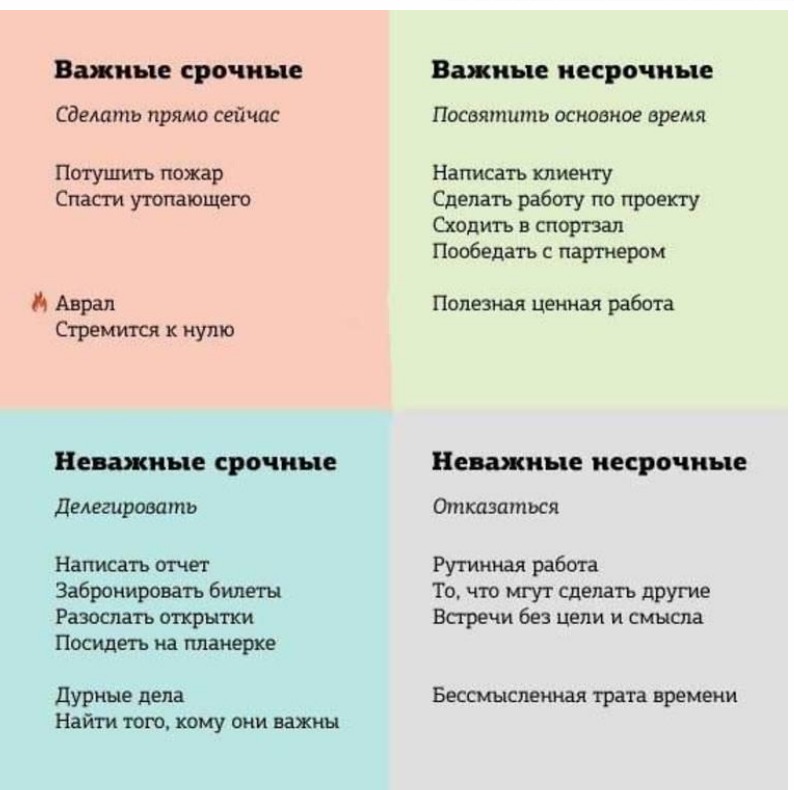 Важные срочные
Сделать прямо сейчас
Потушить пожар
Спасти утопающего
Аврал
Стремится к нулю
Важные несрочные
Посвятить основное время
Написать клиенту
Сделать работу по проекту
Сходить в спортзал
Пообедать с партнером
Полезная ценная работа
Неважные срочные
Делегировать
Написать отчет
Забронировать билеты
Разослать открытки
Посидеть на планерке
Дурные дела
Найти того, кому они важны
Неважные несрочные
Отказаться
Рутинная работа
То, что мгут сделать другие
Встречи без цели и смысла
Бессмысленная трата времени